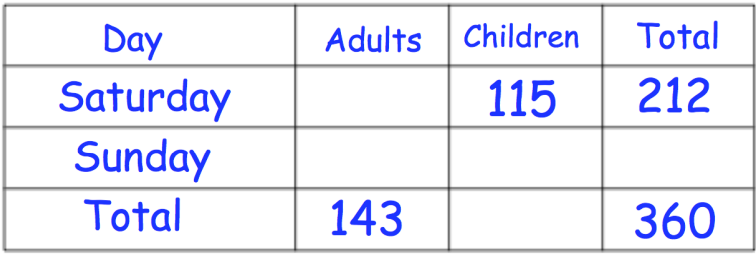 Day Adults Children Total
Saturday 115 212
Sunday
Total 143 360